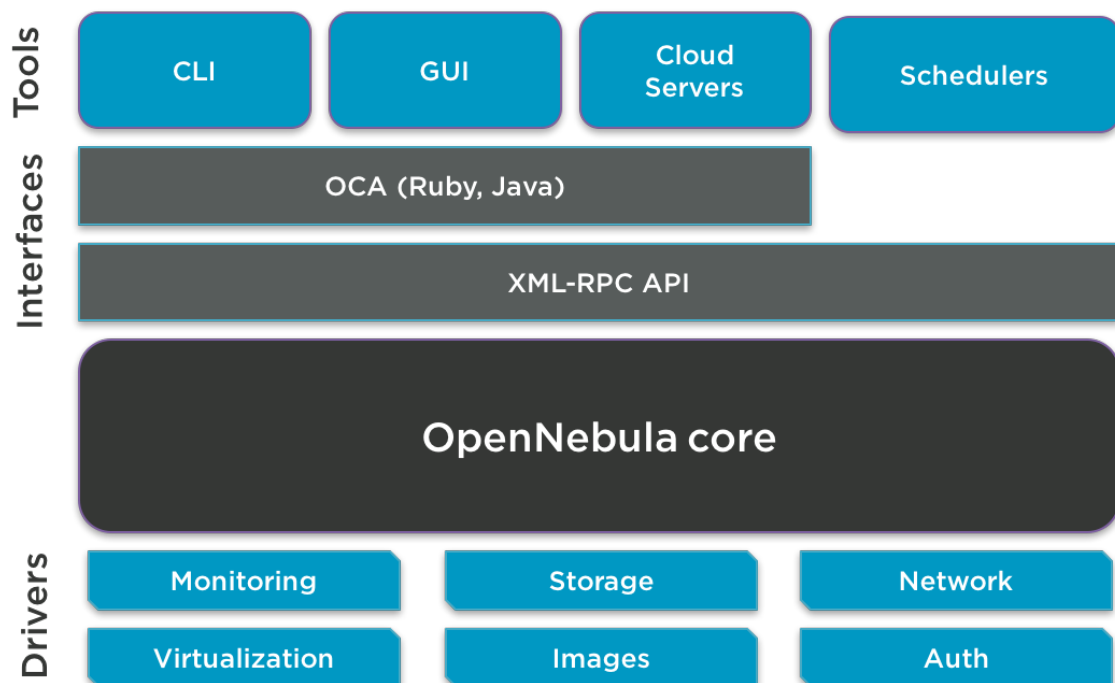 Tools
CLI
GUI
Cloud
Servers
Schedulers
Interfaces
OCA (Ruby, Java)
XML-RPC API
OpenNebula core
Drivers
Monitoring
Storage
Network
Virtualization
Images
Auth